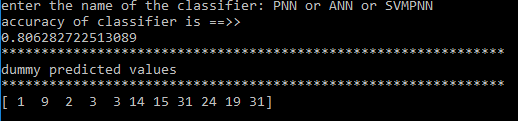 enter the name of the classifier: PNN or ANN or SVMPNN
accuracy of classifier is ==>>
0.806282722513089
***************************************************************
dummy predicted values
***************************************************************
[ 1  9  2  3  3 14 15 31 24 19 31]